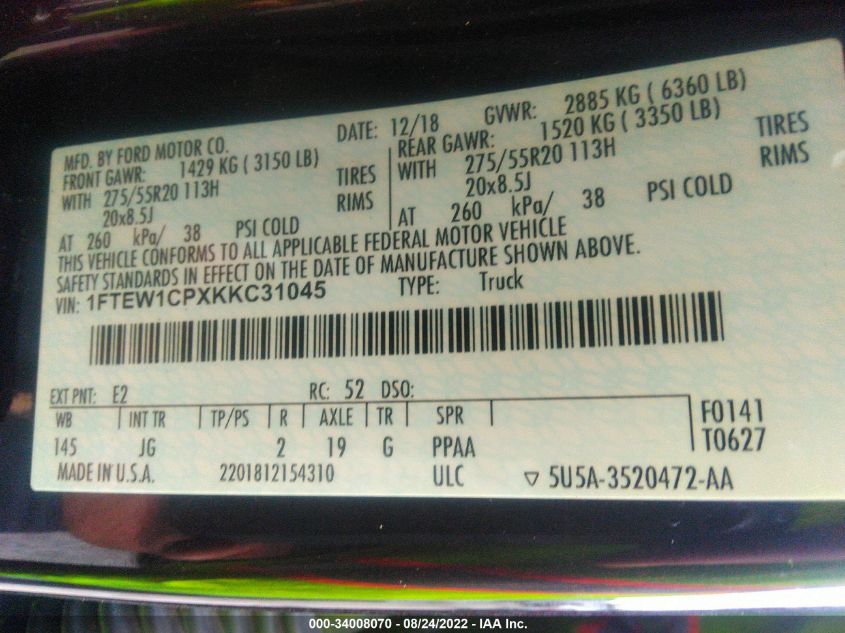 MFD. BY FORD MOTOR CO. DATE: 12/18 GVWR: 2885 KG ( 6360 LB)
FRONT GAWR: 1429 KG ( 3150 LB) REAR GAWR: 1520 KG ( 3350 LB)
WITH 275/55R20 113H TIRES WITH 275/55R20 113H TIRES
20x8.5J RIMS 20x8.5J RIMS
AT 260 kPa/ 38 PSI COLD AT 260 kPa/ 38 PSI COLD
THIS VEHICLE CONFORMS TO ALL APPLICABLE FEDERAL MOTOR VEHICLE
SAFETY STANDARDS IN EFFECT ON THE DATE OF MANUFACTURE SHOWN ABOVE.
VIN: 1FTEW1CPXKKC31045 TYPE: Truck
EXT PNT: E2 RC: 52 DSO:
WB INT TR TP/PS R AXLE TR SPR F0141
145 JG 2 19 G PPAA T0627
MADE IN U.S.A. 2201812154310 ULC ▽ 5U5A-3520472-AA
000-34008070 - 08/24/2022 - IAA Inc.